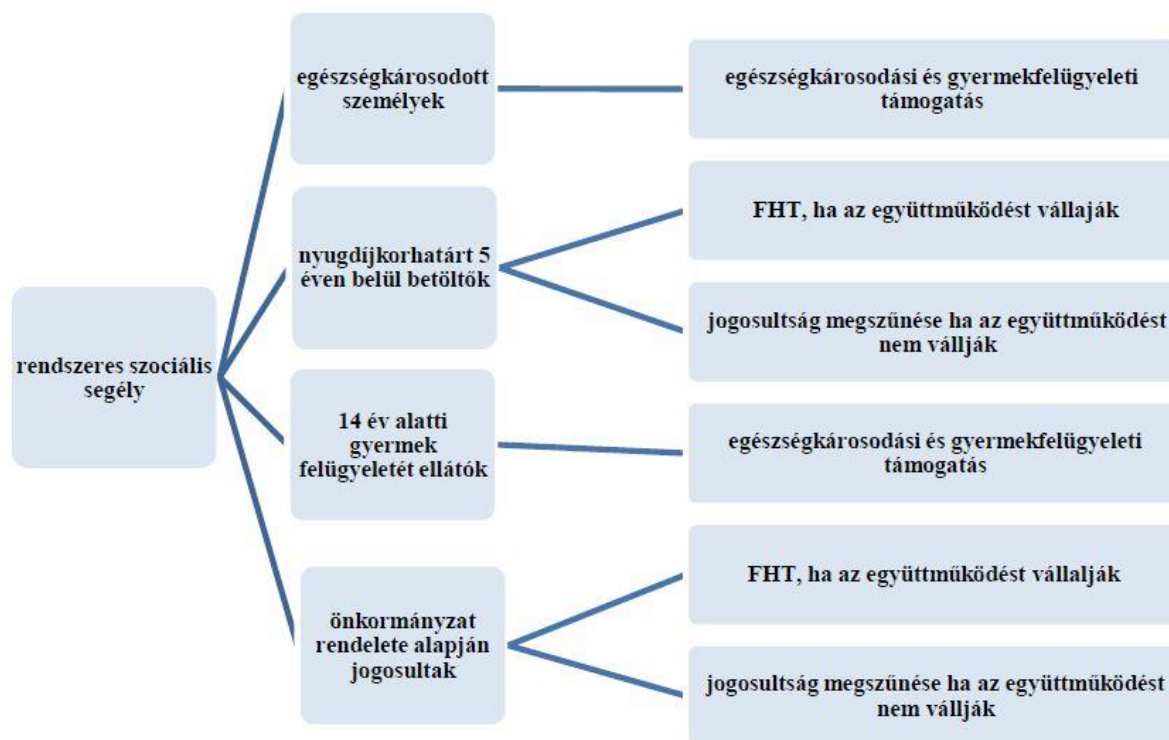 rendszeres szociális
segély
egészségkárosodott
személyek
egészségkárosodási és gyermekfelügyeleti
támogatás
nyugdíjkorhatárt 5
éven belül betöltők
FHT, ha az együttműködést vállaják
jogosultság megszűnése ha az együttműködést
nem vállják
14 év alatti
gyermek
felügyeletét ellátók
egészségkárosodási és gyermekfelügyeleti
támogatás
önkormányzat
rendelete alapján
jogosultak
FHT, ha az együttműködést vállalják
jogosultság megszűnése ha az együttműködést
nem vállják